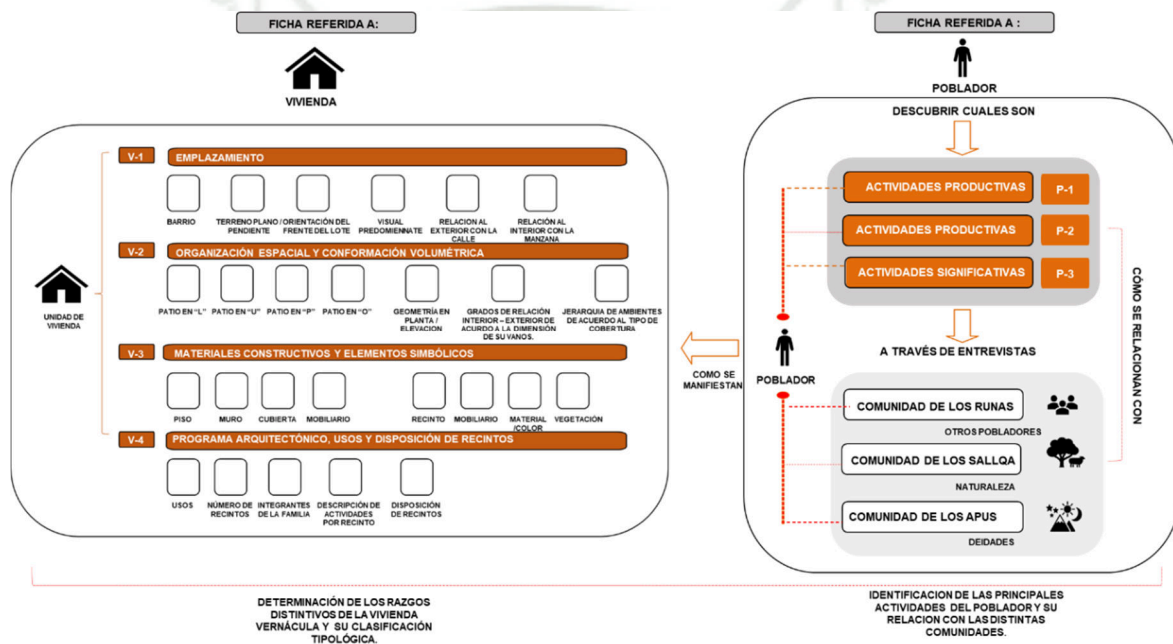 FICHA REFERIDA A:
VIVIENDA
V-1
EMPLAZAMIENTO
BARRIO
TERRENO PLANO /
PENDIENTE
ORIENTACIÓN DEL
FRENTE DEL LOTE
VISUAL
PREDOMIENNATE
RELACION AL
EXTERIOR CON LA
CALLE
RELACIÓN AL
INTERIOR CON LA
MANZANA
V-2
ORGANIZACIÓN ESPACIAL Y CONFORMACIÓN VOLUMÉTRICA
UNIDAD DE
VIVIENDA
PATIO EN “L”
PATIO EN “U”
PATIO EN “P”
PATIO EN “O”
GEOMETRÍA EN
PLANTA /
ELEVACION
GRADOS DE RELACIÓN
INTERIOR – EXTERIOR DE
ACUERDO A LA DIMENSIÓN
DE SU VANOS.
JERARQUIA DE AMBIENTES
DE ACUERDO AL TIPO DE
COBERTURA
V-3
MATERIALES CONSTRUCTIVOS Y ELEMENTOS SIMBÓLICOS
PISO
MURO
CUBIERTA
MOBILIARIO
RECINTO
MOBILIARIO
MATERIAL
/COLOR
VEGETACIÓN
V-4
PROGRAMA ARQUITECTÓNICO, USOS Y DISPOSICIÓN DE RECINTOS
USOS
NÚMERO DE
RECINTOS
INTEGRANTES
DE LA FAMILIA
DESCRIPCIÓN DE
ACTIVIDADES
POR RECINTO
DISPOSICIÓN
DE RECINTOS
DETERMINACIÓN DE LOS RAZGOS
DISTINTIVOS DE LA VIVIENDA
VERNÁCULA Y SU CLASIFICACIÓN
TIPOLÓGICA.
COMO SE
MANIFIESTAN
FICHA REFERIDA A :
POBLADOR
DESCUBRIR CUALES SON
ACTIVIDADES PRODUCTIVAS
P-1
ACTIVIDADES PRODUCTIVAS
P-2
ACTIVIDADES SIGNIFICATIVAS
P-3
A TRAVÉS DE ENTREVISTAS
POBLADOR
COMUNIDAD DE LOS RUNAS
OTROS POBLADORES
COMUNIDAD DE LOS SALLQA
NATURALEZA
COMUNIDAD DE LOS APUS
DEIDADES
CÓMO SE RELACIONAN CON
IDENTIFICACION DE LAS PRINCIPALES
ACTIVIDADES DEL POBLADOR Y SU
RELACION CON LAS DISTINTAS
COMUNIDADES.